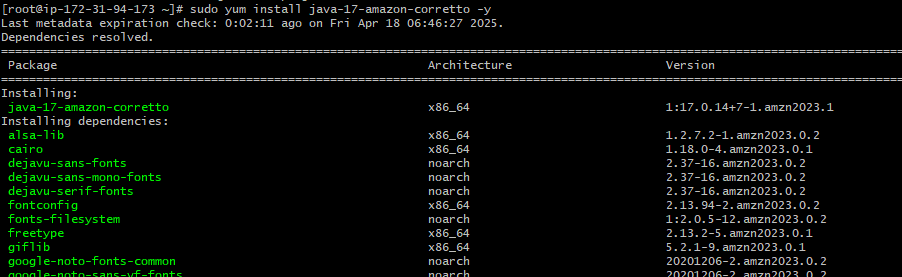 [root@ip-172-31-94-173 ~]# sudo yum install java-17-amazon-corretto -y
Last metadata expiration check: 0:02:11 ago on Fri Apr 18 06:46:27 2025.
Dependencies resolved.
================================================================================
Package Architecture Version
================================================================================
Installing:
java-17-amazon-corretto x86_64 1:17.0.14+7-1.amzn2023.1
Installing dependencies:
alsa-lib x86_64 1.2.7.2-1.amzn2023.0.2
cairo x86_64 1.18.0-4.amzn2023.0.1
dejavu-sans-fonts noarch 2.37-16.amzn2023.0.2
dejavu-sans-mono-fonts noarch 2.37-16.amzn2023.0.2
dejavu-serif-fonts noarch 2.37-16.amzn2023.0.2
fontconfig x86_64 2.13.94-2.amzn2023.0.2
fonts-filesystem noarch 1:2.0.5-12.amzn2023.0.2
freetype x86_64 2.13.2-5.amzn2023.0.1
giflib x86_64 5.2.1-9.amzn2023.0.1
google-noto-fonts-common noarch 20201206-2.amzn2023.0.2
google-noto-sans-vf-fonts noarch 20201206-2.amzn2023.0.2